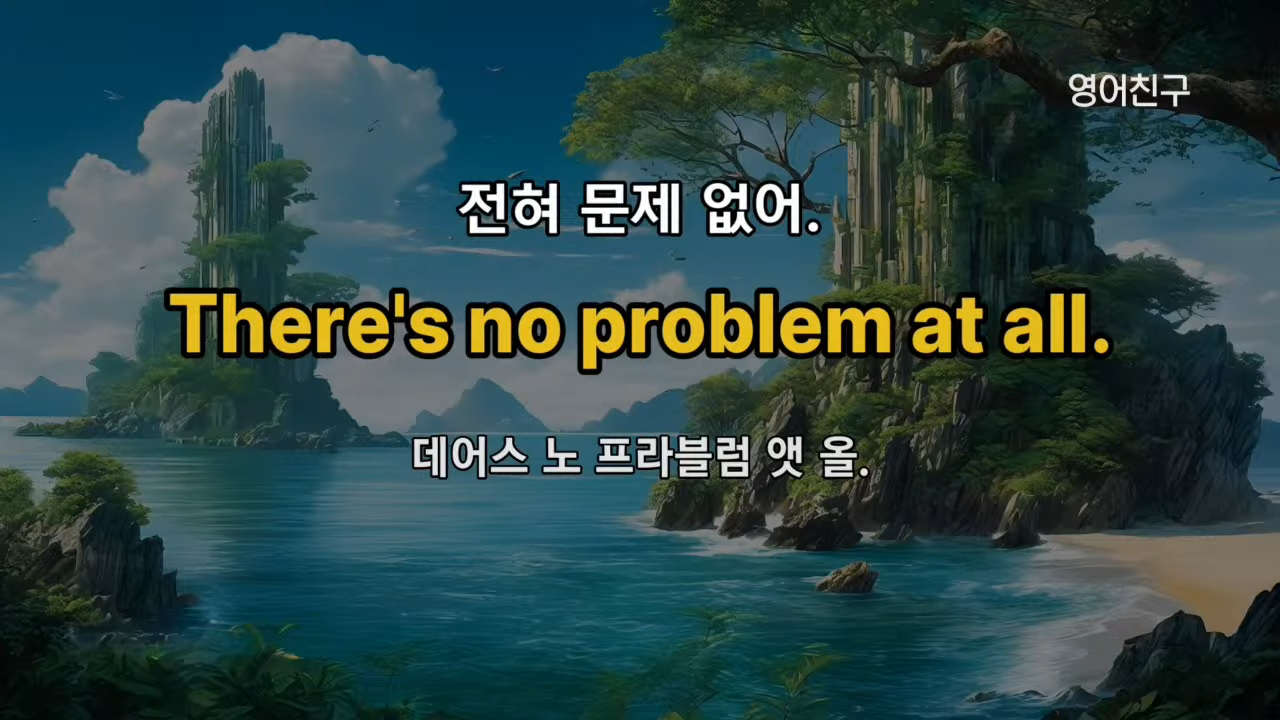 영어친구
전혀 문제 없어.
There's no problem at all.
데어스 노 프라블럼 앳 올.